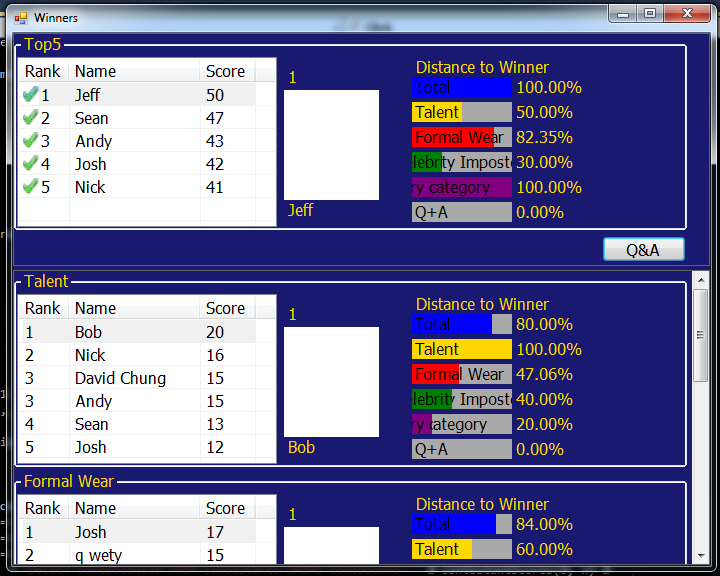 Winners
Top5
Rank Name Score
1 Jeff 50
2 Sean 47
3 Andy 43
4 Josh 42
5 Nick 41
1
Jeff
Distance to Winner
Total 100.00%
Talent 50.00%
Formal Wear 82.35%
lebrity Imposto 30.00%
ry category 100.00%
Q+A 0.00%
Q&A
Talent
Rank Name Score
1 Bob 20
2 Nick 16
3 David Chung 15
3 Andy 15
4 Sean 13
5 Josh 12
1
Bob
Distance to Winner
Total 80.00%
Talent 100.00%
Formal Wear 47.06%
lebrity Imposto 40.00%
ry category 20.00%
Q+A 0.00%
Formal Wear
Rank Name Score
1 Josh 17
2 q wety 15
1
Distance to Winner
Total 84.00%
Talent 60.00%